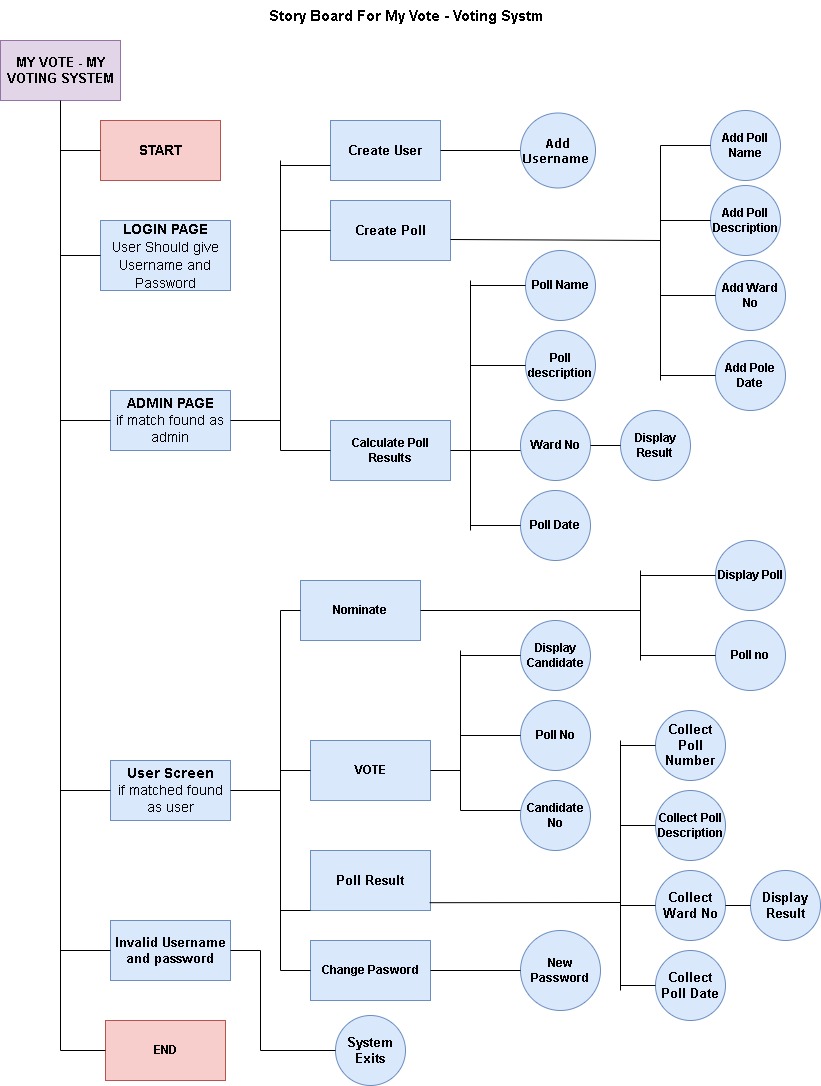 Story Board For My Vote - Voting Systm
MY VOTE - MY
VOTING SYSTEM
START
LOGIN PAGE
User Should give
Username and
Password
ADMIN PAGE
if match found as
admin
Create User
Add
Username
Create Poll
Add Poll
Name
Add Poll
Description
Add Ward
No
Add Pole
Date
Calculate Poll
Results
Poll Name
Poll
description
Ward No
Display
Result
Poll Date
User Screen
if matched found
as user
Nominate
Display Poll
Poll no
VOTE
Display
Candidate
Poll No
Candidate
No
Poll Result
Collect
Poll
Number
Collect Poll
Description
Collect
Ward No
Display
Result
Collect
Poll Date
Change Pasword
New
Password
Invalid Username
and password
System
Exits
END